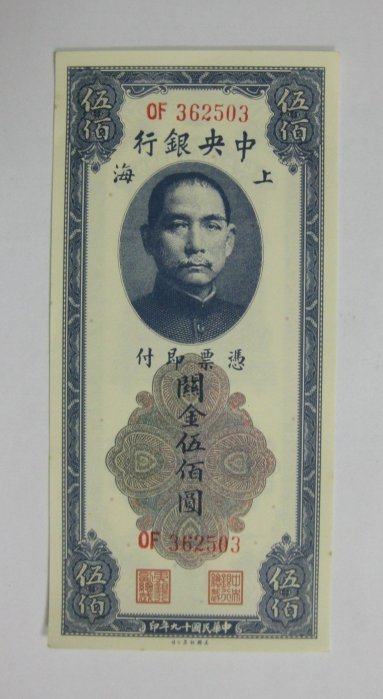 伍佰
伍佰
OF 362503
中央銀行
上海
憑票即付
關金伍佰圓
OF 362503
伍佰
伍佰
中華民國十九年印